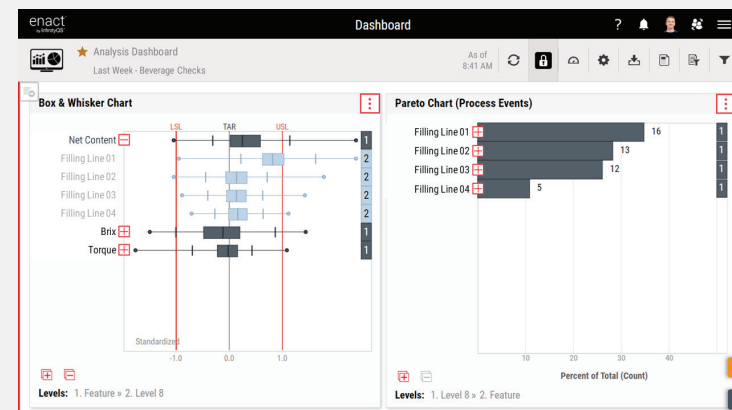 enact
by InfinityQS
Dashboard
?
Analysis Dashboard
Last Week - Beverage Checks
As of
8:41 AM
Box & Whisker Chart
LSL TAR USL
Net Content 1
Filling Line 01 2
Filling Line 02 2
Filling Line 03 2
Filling Line 04 2
Brix 1
Torque 1
Standardized
-1.0 0.0 1.0
Levels: 1. Feature » 2. Level 8
Pareto Chart (Process Events)
Filling Line 01 16 1
Filling Line 02 13 1
Filling Line 03 12 1
Filling Line 04 5 1
10 20 30 40
Percent of Total (Count)
Levels: 1. Level 8 » 2. Feature